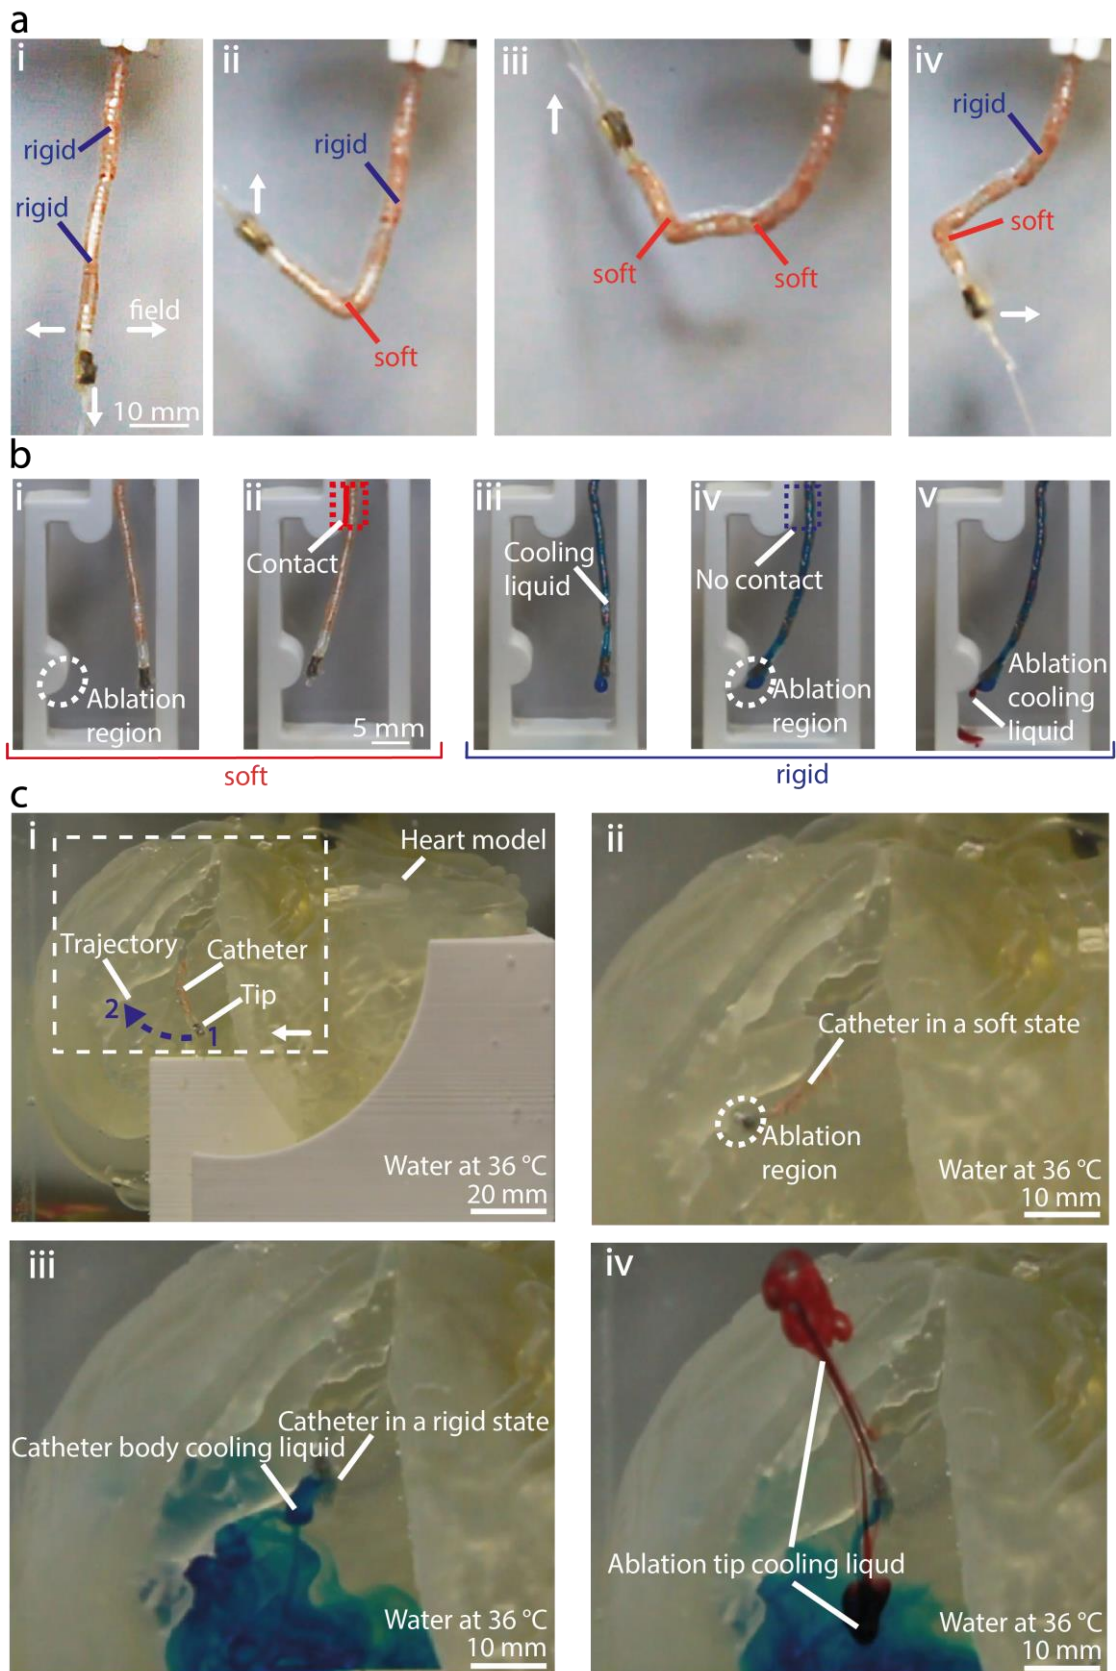 a
i
ii
iii
iv
rigid
rigid
rigid
rigid
field
soft
soft
soft
soft
10 mm
b
i
ii
iii
iv
v
Contact
Cooling
liquid
No contact
Ablation
region
Ablation
region
Ablation
cooling
liquid
5 mm
soft
rigid
c
i
Heart model
Trajectory
Catheter
2
Tip
1
Water at 36 °C
20 mm
ii
Catheter in a soft state
Ablation
region
Water at 36 °C
10 mm
iii
Catheter in a rigid state
Catheter body cooling liquid
Water at 36 °C
10 mm
iv
Ablation tip cooling liqud
Water at 36 °C
10 mm